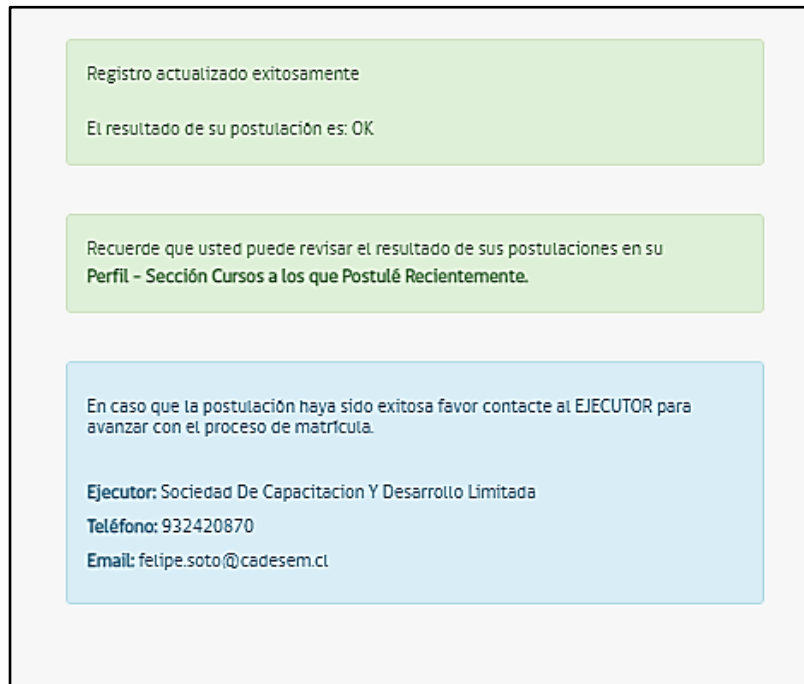 Registro actualizado exitosamente
El resultado de su postulación es: OK
Recuerde que usted puede revisar el resultado de sus postulaciones en su
Perfil - Sección Cursos a los que Postulé Recientemente.
En caso que la postulación haya sido exitosa favor contacte al EJECUTOR para
avanzar con el proceso de matrícula.
Ejecutor: Sociedad De Capacitacion Y Desarrollo Limitada
Teléfono: 932420870
Email: felipe.soto@cadesem.cl